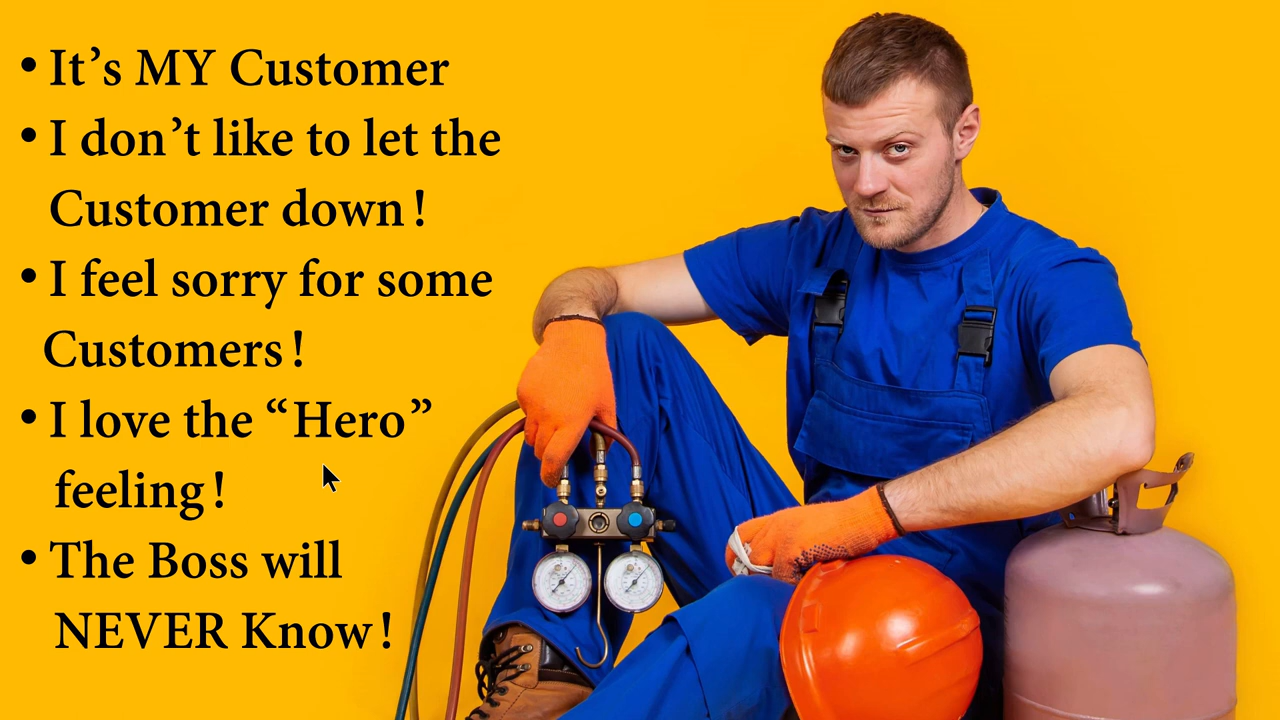 • It’s MY Customer
• I don’t like to let the
Customer down!
• I feel sorry for some
Customers!
• I love the “Hero”
feeling!
• The Boss will
NEVER Know!